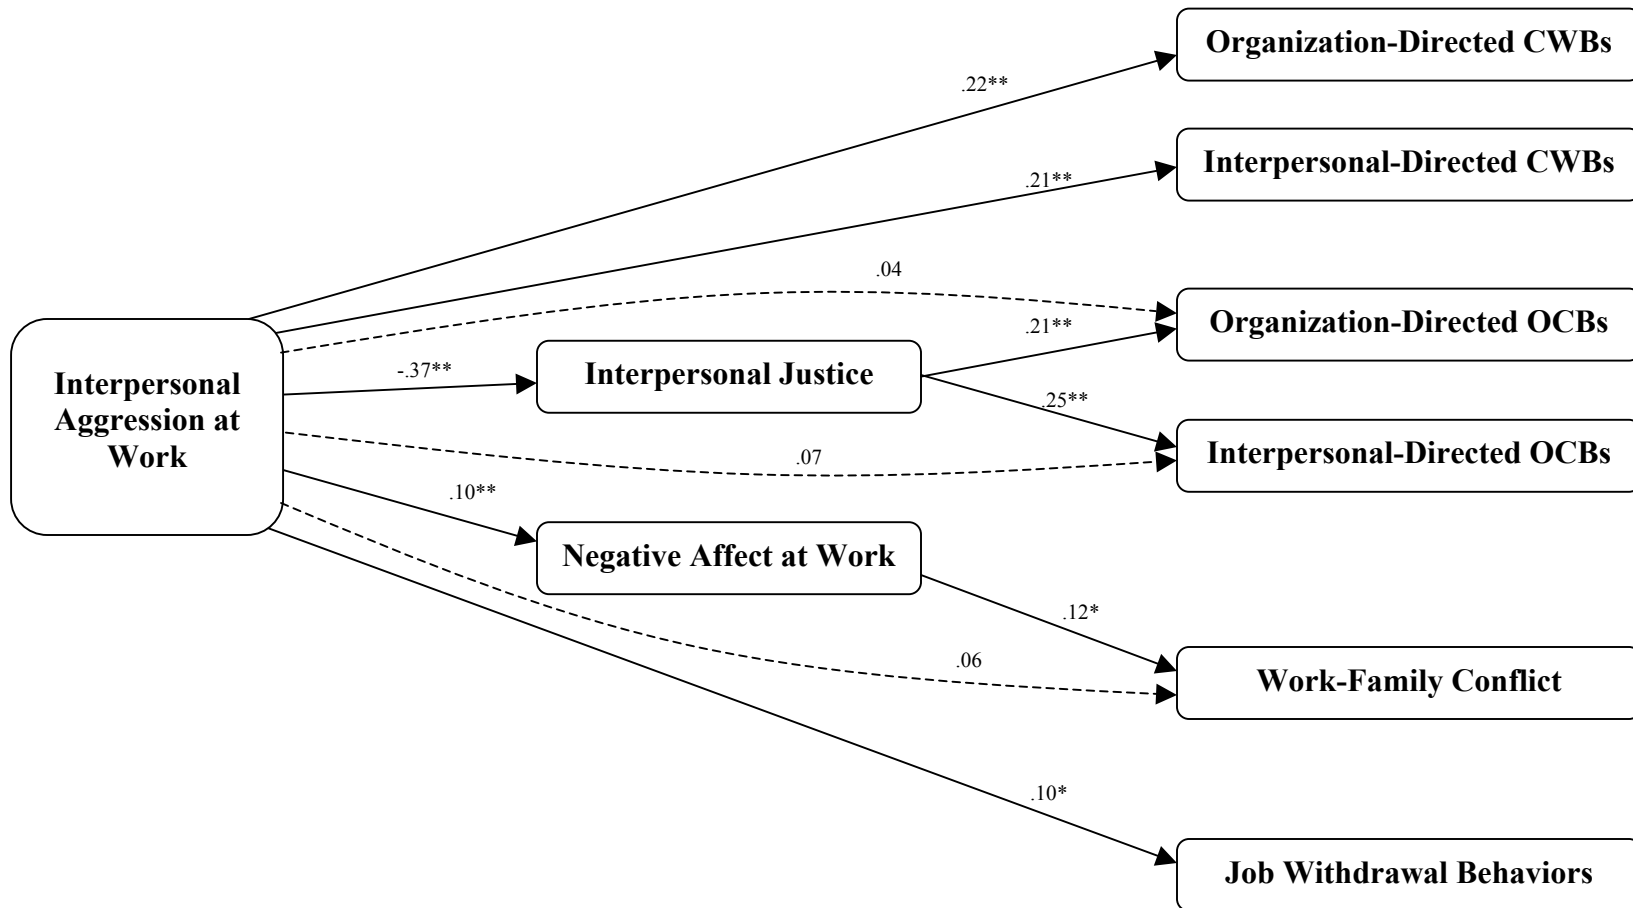 Organization-Directed CWBs
.22**
Interpersonal-Directed CWBs
.21**
.04
Organization-Directed OCBs
.21**
Interpersonal
Aggression at
Work
-.37**
Interpersonal Justice
.25**
Interpersonal-Directed OCBs
.07
.10**
Negative Affect at Work
.12*
.06
Work-Family Conflict
.10*
Job Withdrawal Behaviors